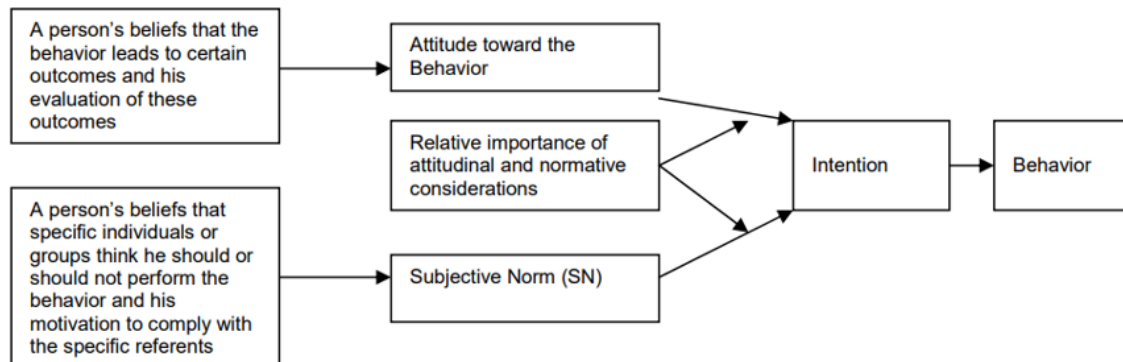 A person's beliefs that the
behavior leads to certain
outcomes and his
evaluation of these
outcomes
Attitude toward the
Behavior
Relative importance of
attitudinal and normative
considerations
Intention
Behavior
A person's beliefs that
specific individuals or
groups think he should or
should not perform the
behavior and his
motivation to comply with
the specific referents
Subjective Norm (SN)